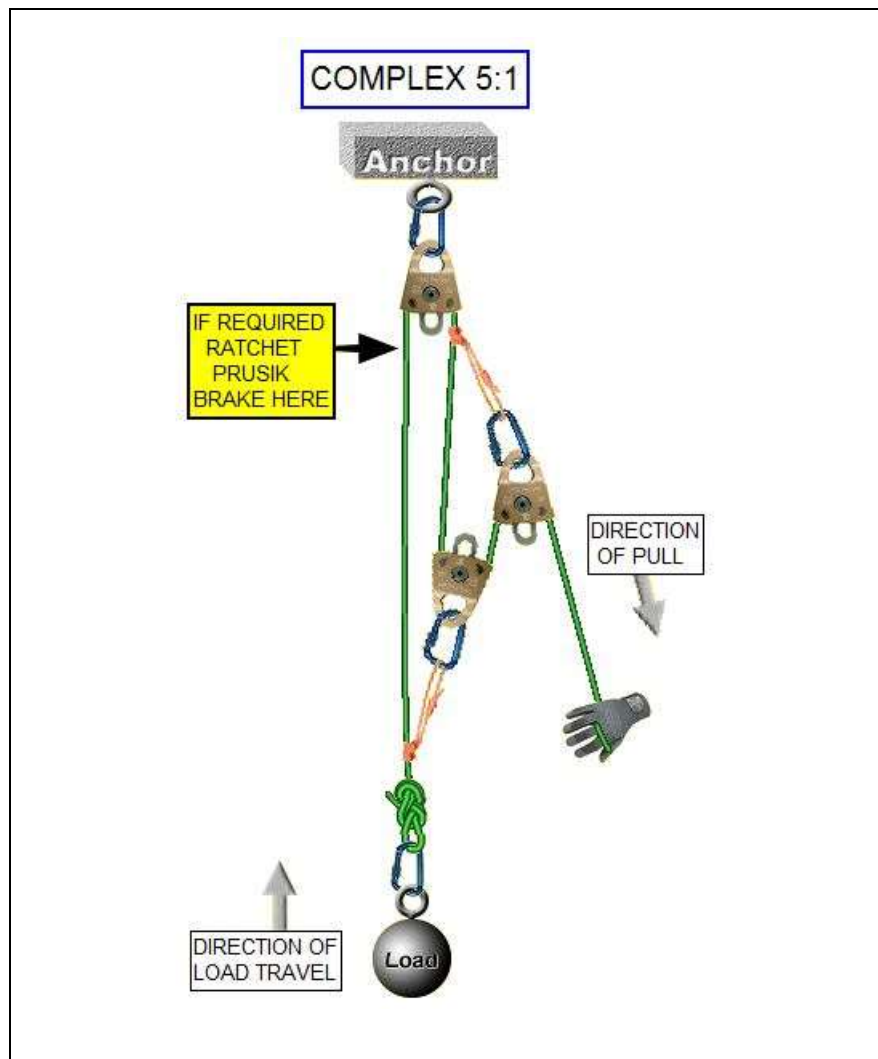 COMPLEX 5:1
Anchor
IF REQUIRED
RATCHET
PRUSIK
BRAKE HERE
DIRECTION
OF PULL
DIRECTION OF
LOAD TRAVEL
Load